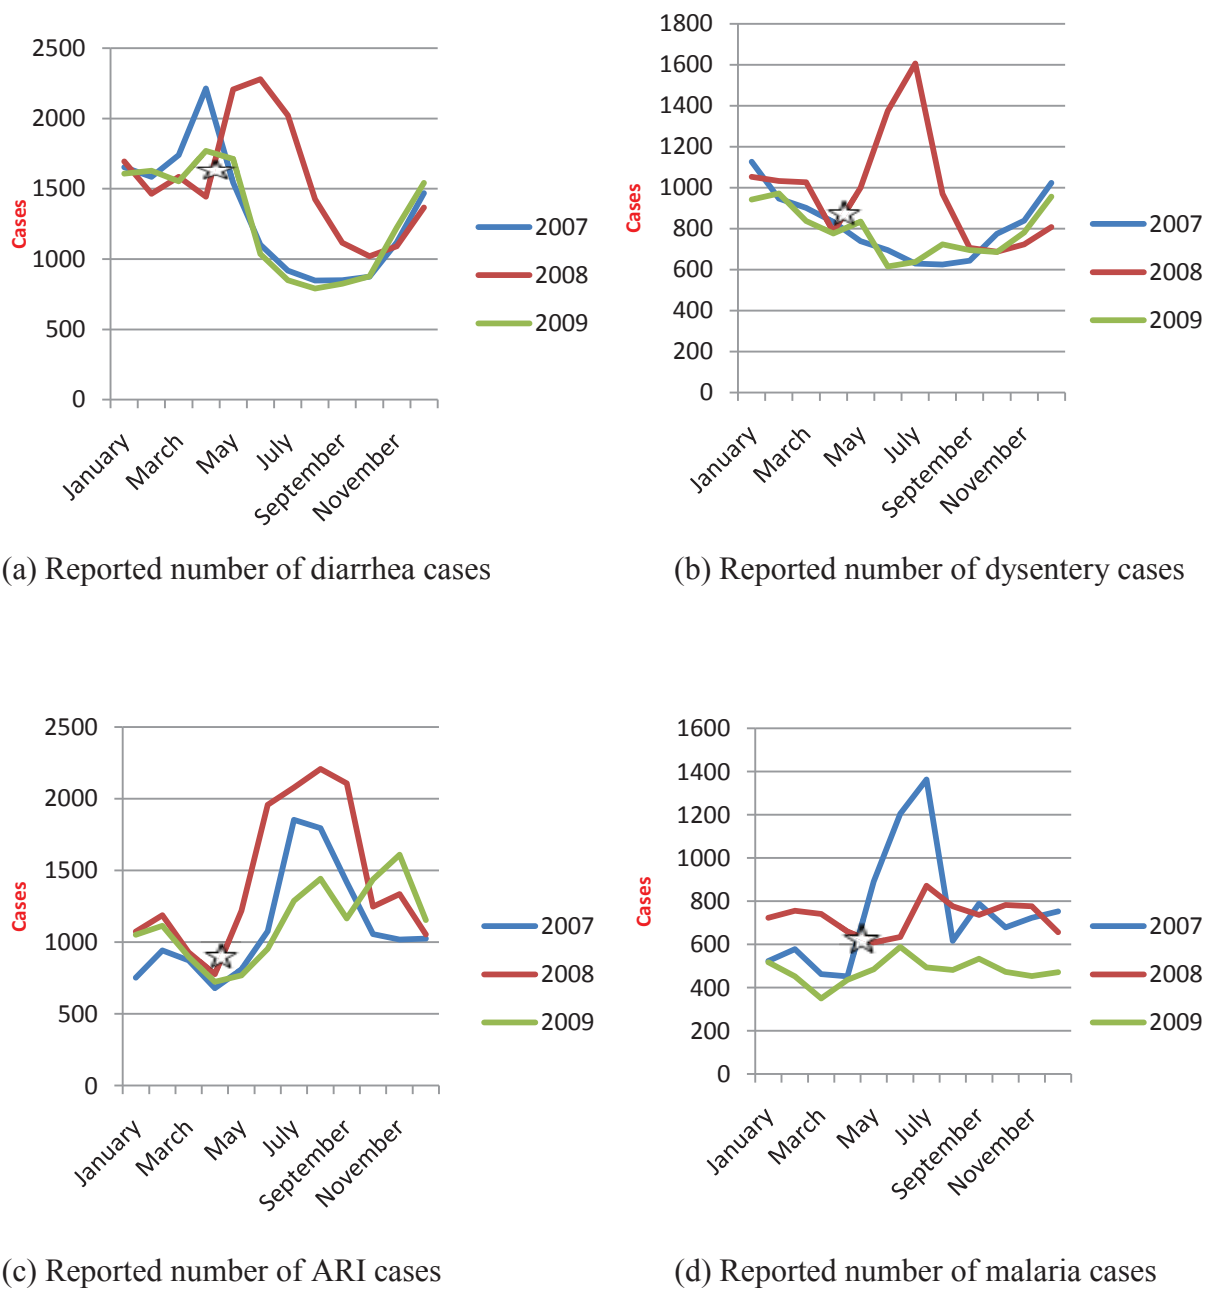 2500
2000
1500
1000
500
0
Cases
January
March
May
July
September
November
2007
2008
2009
(a) Reported number of diarrhea cases
1800
1600
1400
1200
1000
800
600
400
200
0
Cases
January
March
May
July
September
November
2007
2008
2009
(b) Reported number of dysentery cases
2500
2000
1500
1000
500
0
Cases
January
March
May
July
September
November
2007
2008
2009
(c) Reported number of ARI cases
1600
1400
1200
1000
800
600
400
200
0
Cases
January
March
May
July
September
November
2007
2008
2009
(d) Reported number of malaria cases